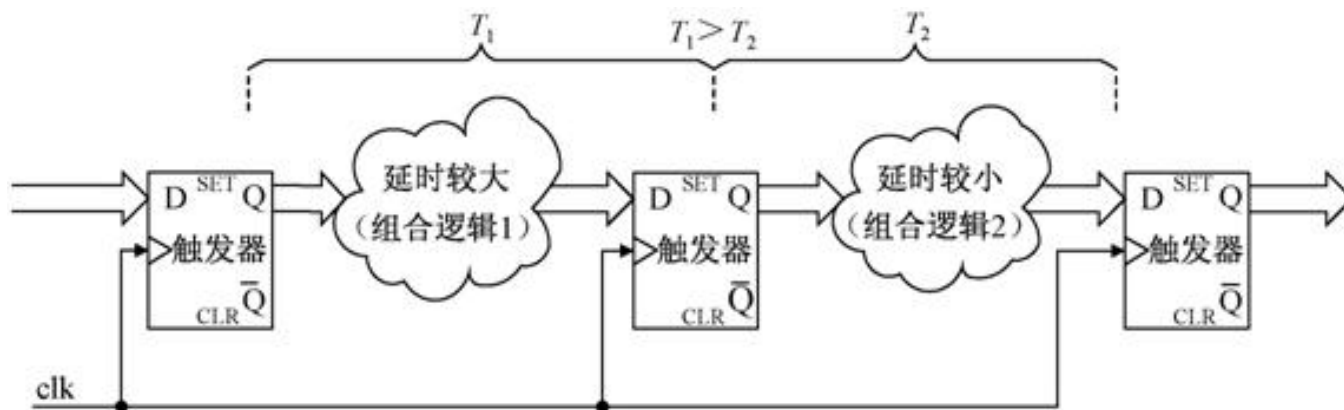 T₁ T₁＞T₂ T₂
延时较大
（组合逻辑1）
延时较小
（组合逻辑2）
D SET Q
触发器
CLR Q̅
D SET Q
触发器
CLR Q̅
D SET Q
触发器
CLR Q̅
clk